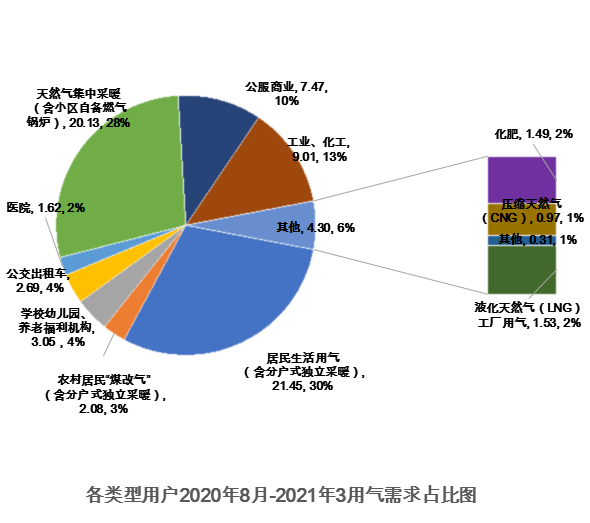 公服商业, 7.47,
10%
天然气集中采暖
（含小区自备燃气
锅炉）, 20.13, 28%
工业、化工,
9.01, 13%
化肥, 1.49, 2%
压缩天然气
（CNG）, 0.97, 1%
医院, 1.62, 2%
其他, 4.30, 6%
其他, 0.31, 1%
公交出租车,
2.69, 4%
学校幼儿园、
养老福利机构,
3.05 , 4%
液化天然气（LNG）
工厂用气, 1.53, 2%
居民生活用气
（含分户式独立采暖）,
21.45, 30%
农村居民“煤改气”
（含分户式独立采暖）,
2.08, 3%
各类型用户2020年8月-2021年3用气需求占比图